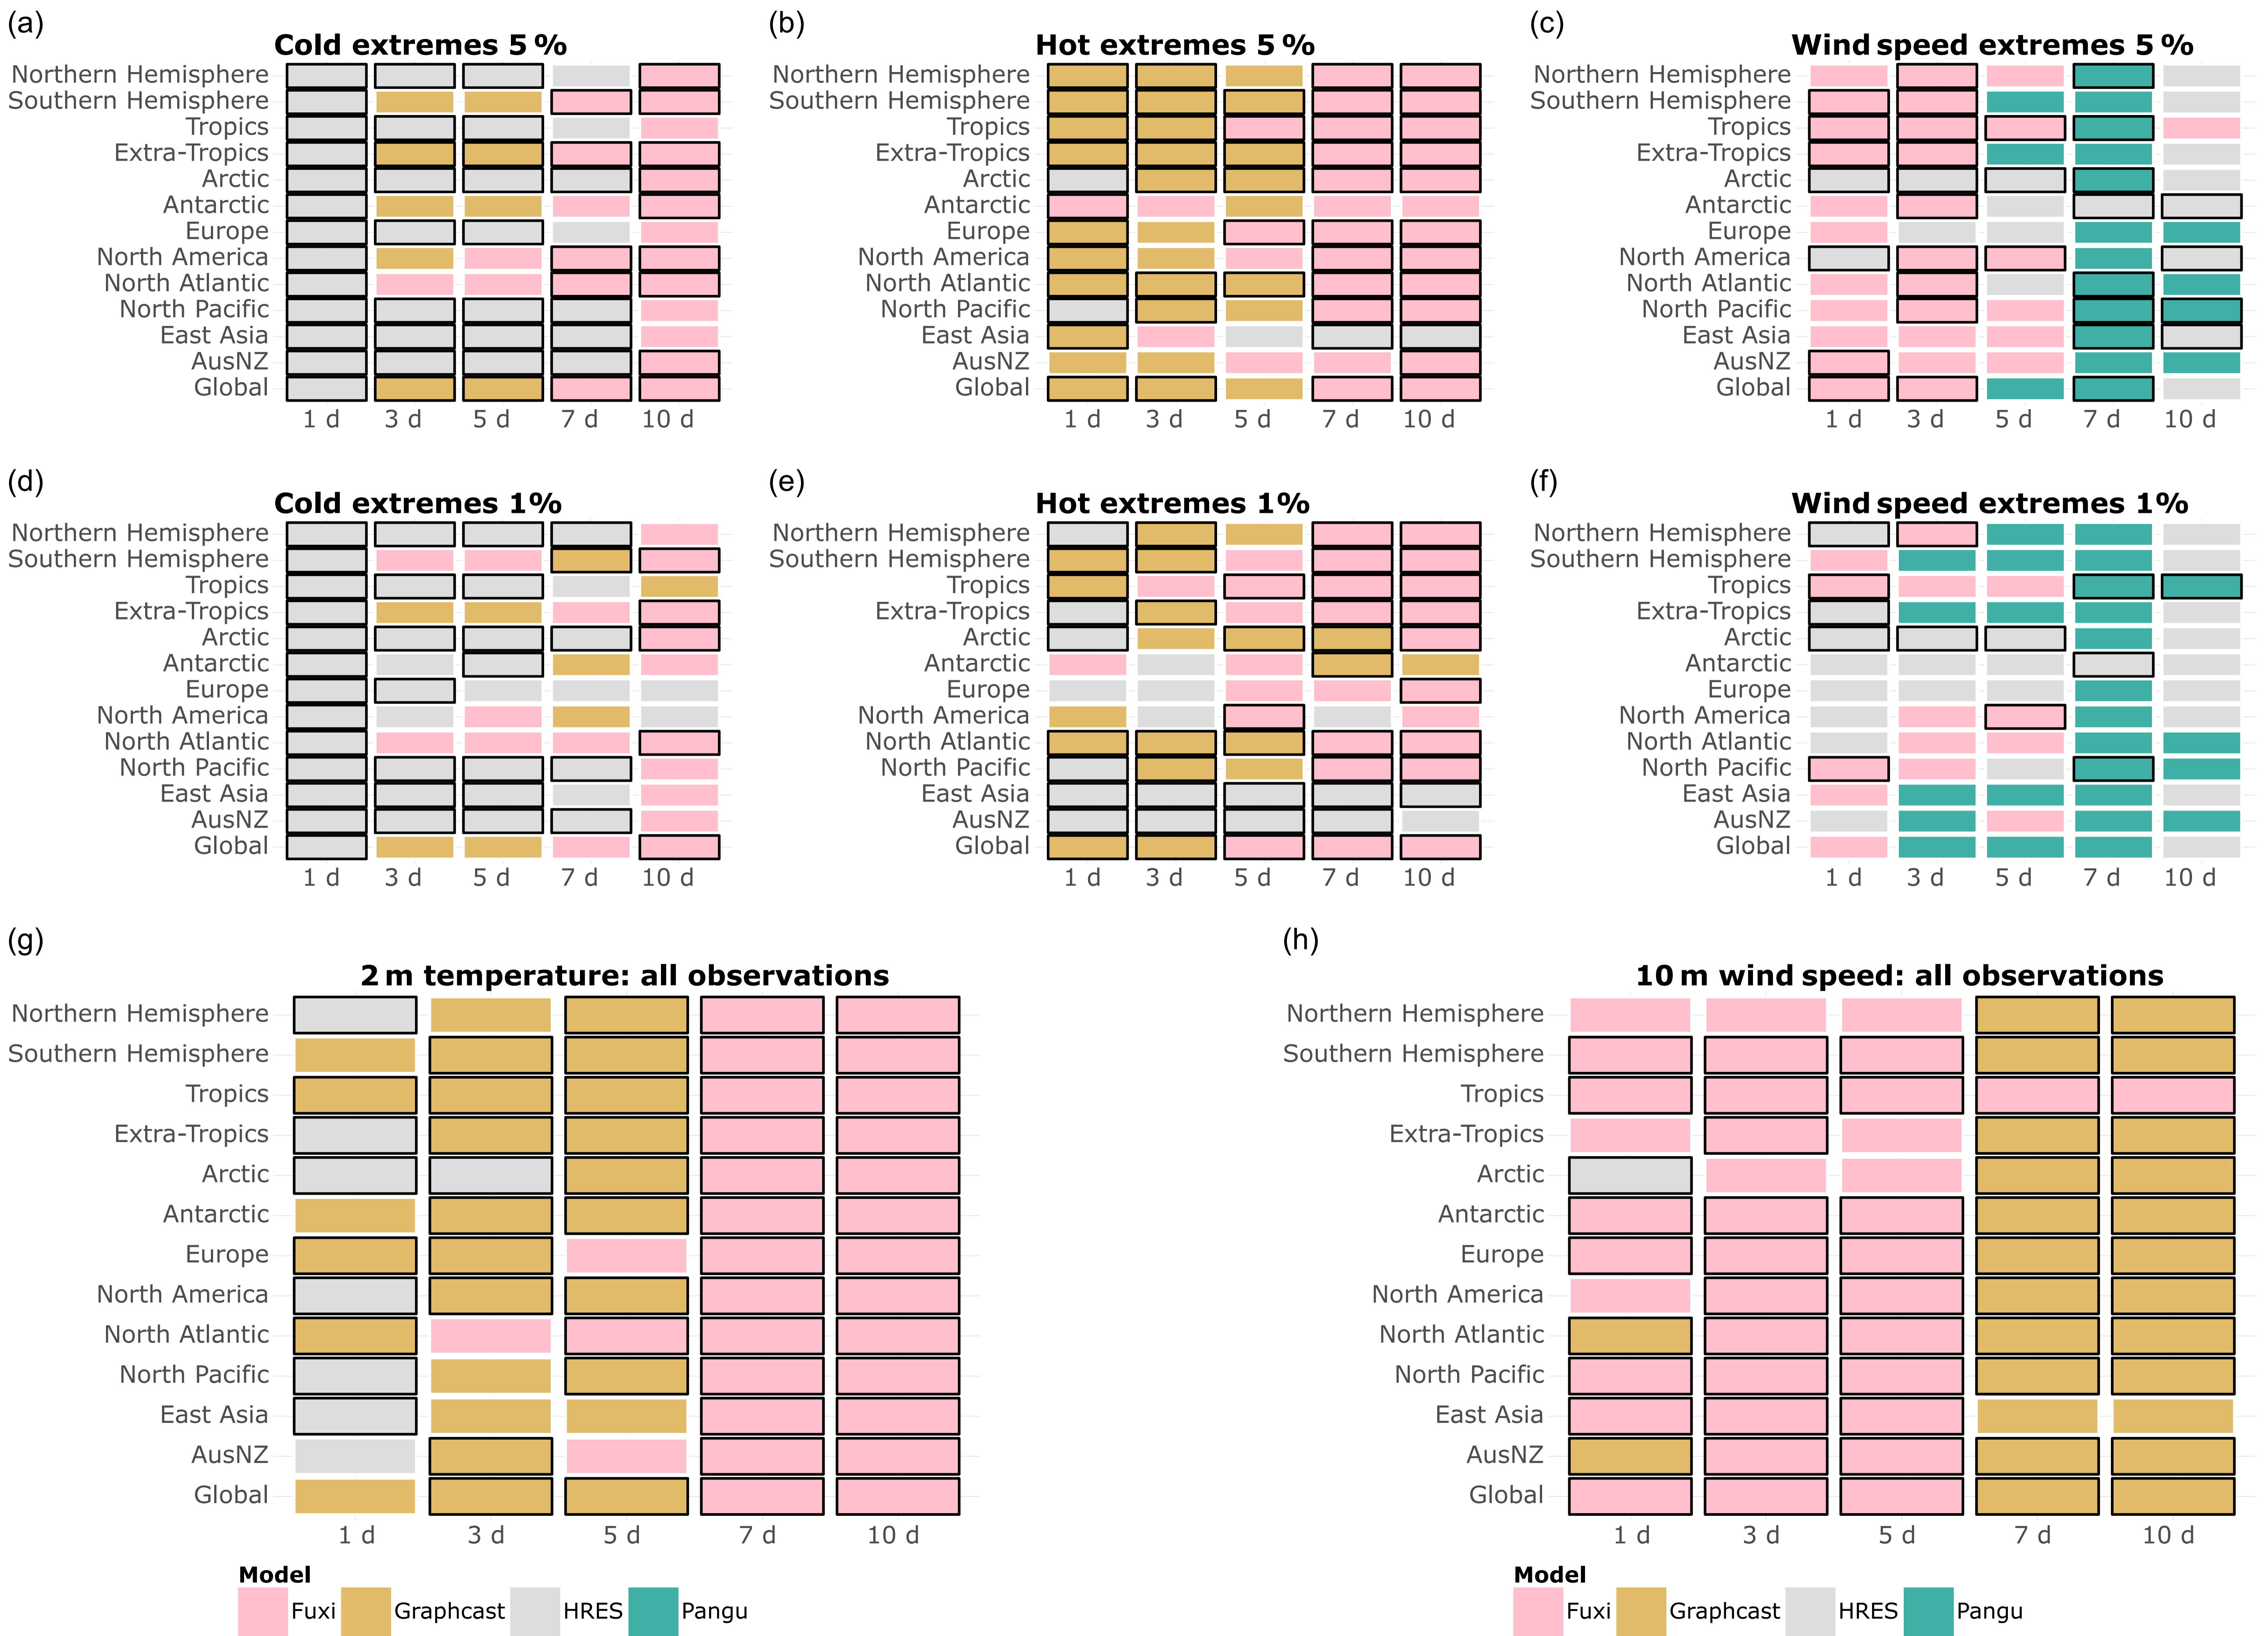 (a)
Cold extremes 5 %
Northern Hemisphere
Southern Hemisphere
Tropics
Extra-Tropics
Arctic
Antarctic
Europe
North America
North Atlantic
North Pacific
East Asia
AusNZ
Global
1 d 3 d 5 d 7 d 10 d
(b)
Hot extremes 5 %
Northern Hemisphere
Southern Hemisphere
Tropics
Extra-Tropics
Arctic
Antarctic
Europe
North America
North Atlantic
North Pacific
East Asia
AusNZ
Global
1 d 3 d 5 d 7 d 10 d
(c)
Wind speed extremes 5 %
Northern Hemisphere
Southern Hemisphere
Tropics
Extra-Tropics
Arctic
Antarctic
Europe
North America
North Atlantic
North Pacific
East Asia
AusNZ
Global
1 d 3 d 5 d 7 d 10 d
(d)
Cold extremes 1%
Northern Hemisphere
Southern Hemisphere
Tropics
Extra-Tropics
Arctic
Antarctic
Europe
North America
North Atlantic
North Pacific
East Asia
AusNZ
Global
1 d 3 d 5 d 7 d 10 d
(e)
Hot extremes 1%
Northern Hemisphere
Southern Hemisphere
Tropics
Extra-Tropics
Arctic
Antarctic
Europe
North America
North Atlantic
North Pacific
East Asia
AusNZ
Global
1 d 3 d 5 d 7 d 10 d
(f)
Wind speed extremes 1%
Northern Hemisphere
Southern Hemisphere
Tropics
Extra-Tropics
Arctic
Antarctic
Europe
North America
North Atlantic
North Pacific
East Asia
AusNZ
Global
1 d 3 d 5 d 7 d 10 d
(g)
2 m temperature: all observations
Northern Hemisphere
Southern Hemisphere
Tropics
Extra-Tropics
Arctic
Antarctic
Europe
North America
North Atlantic
North Pacific
East Asia
AusNZ
Global
1 d 3 d 5 d 7 d 10 d
Model
Fuxi Graphcast HRES Pangu
(h)
10 m wind speed: all observations
Northern Hemisphere
Southern Hemisphere
Tropics
Extra-Tropics
Arctic
Antarctic
Europe
North America
North Atlantic
North Pacific
East Asia
AusNZ
Global
1 d 3 d 5 d 7 d 10 d
Model
Fuxi Graphcast HRES Pangu